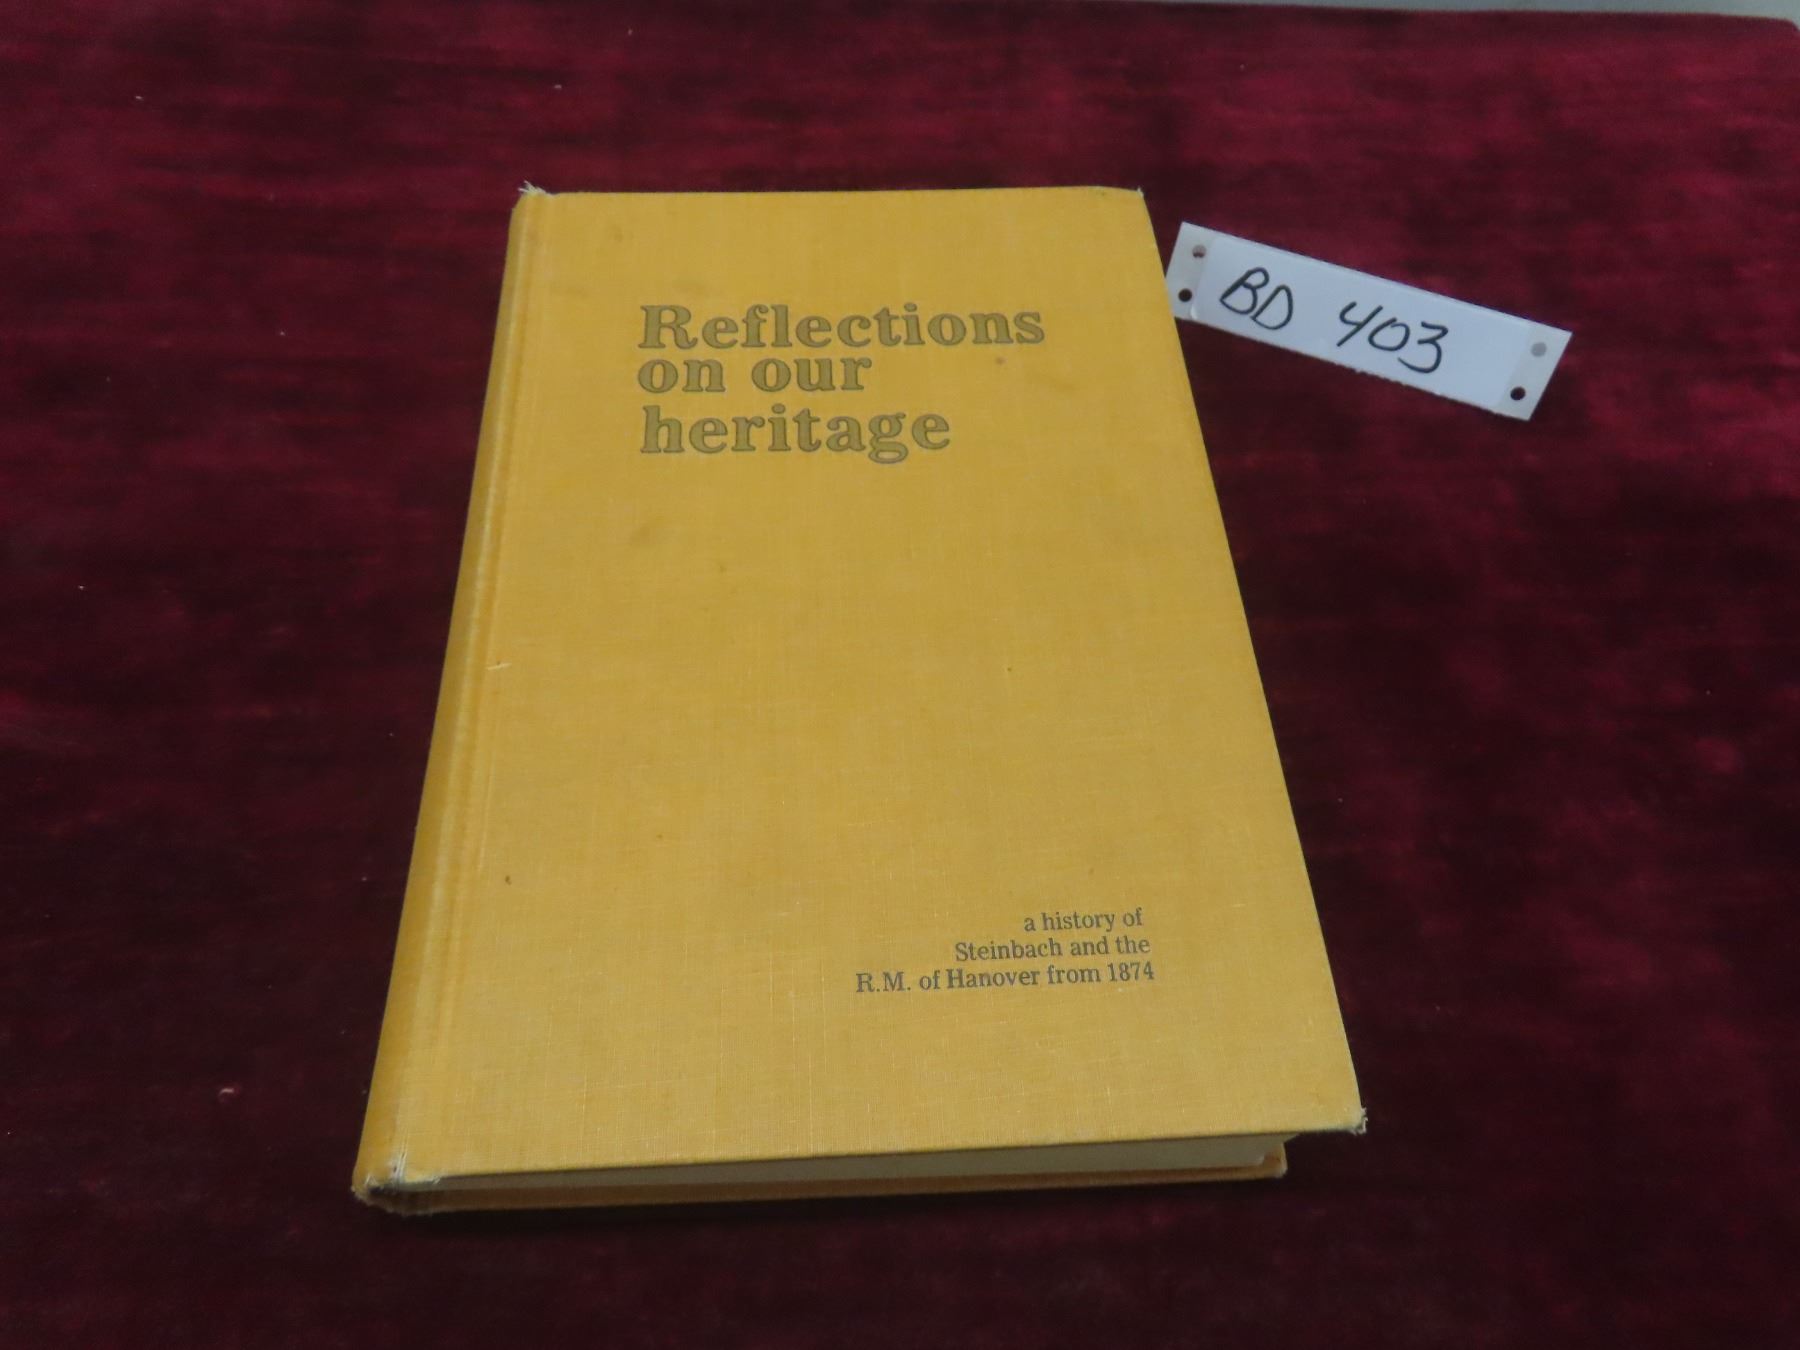 Reflections
on our
heritage
BD 403
a history of
Steinbach and the
R.M. of Hanover from 1874